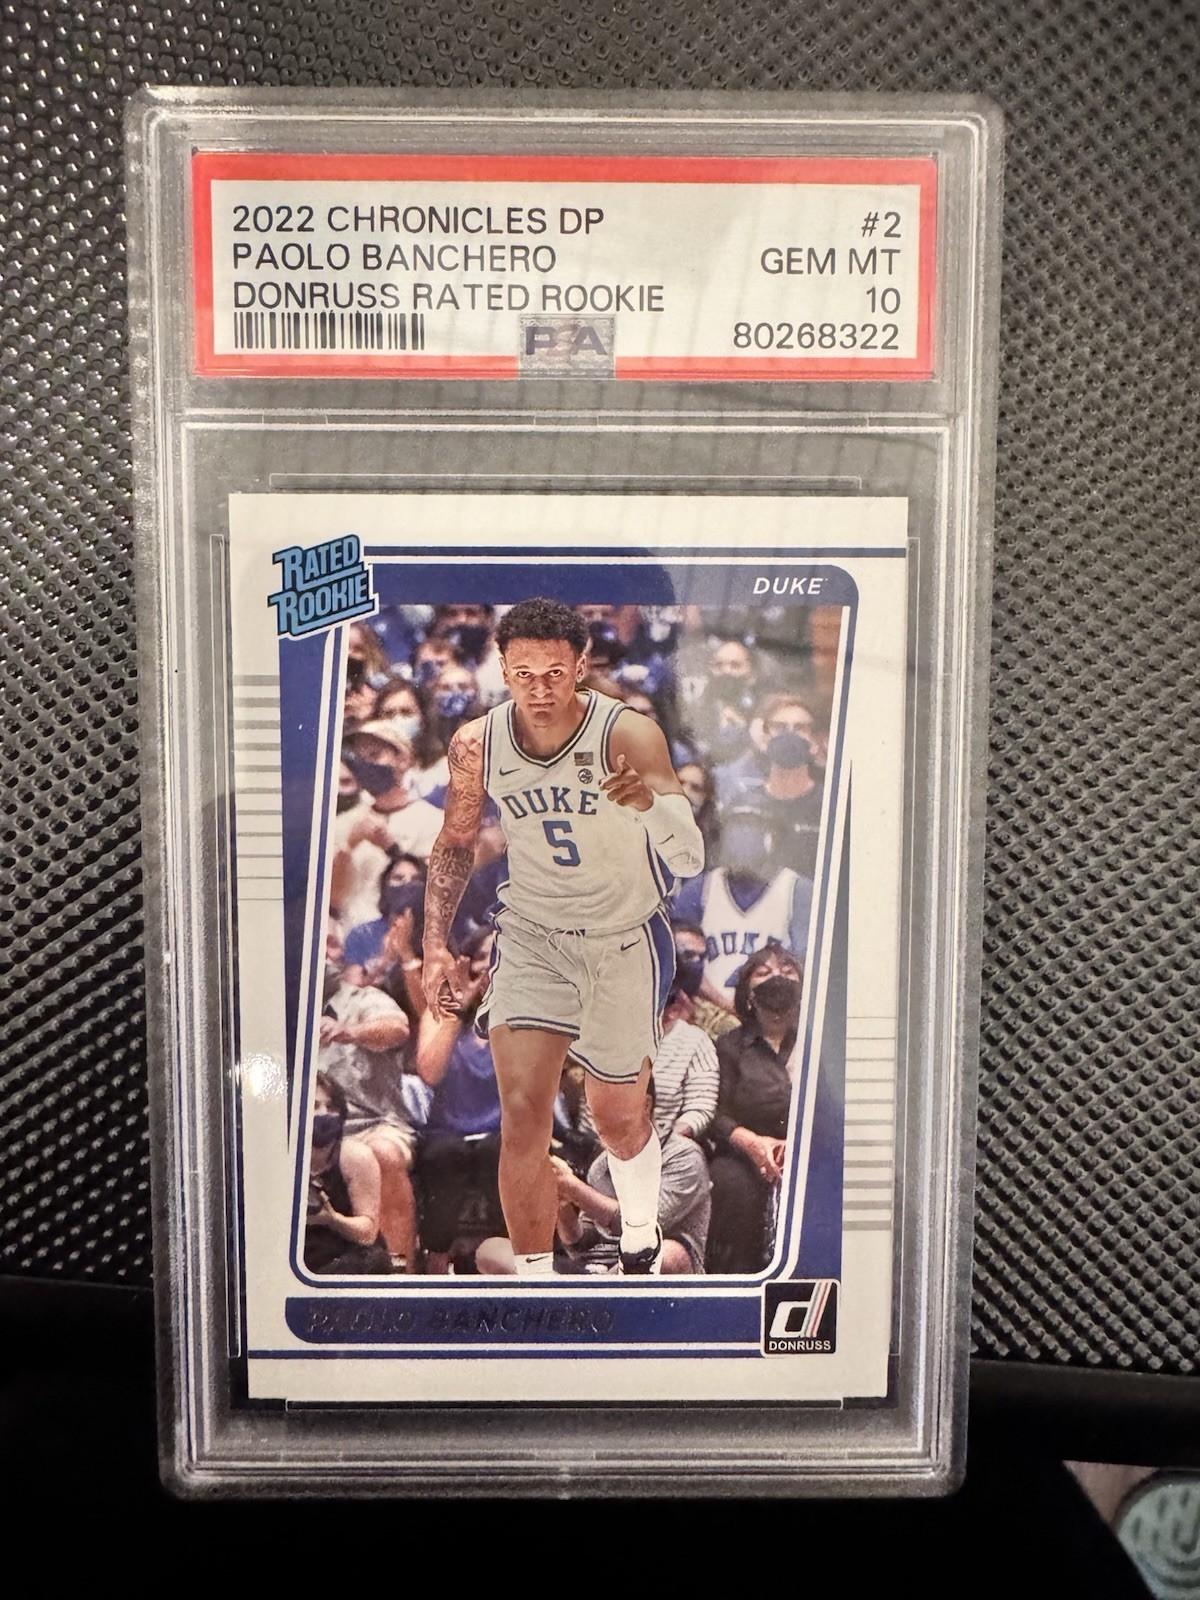 2022 CHRONICLES DP #2
PAOLO BANCHERO GEM MT
DONRUSS RATED ROOKIE 10
PSA 80268322
RATED
ROOKIE
DUKE
DUKE
5
DUKE
PAOLO BANCHERO
d
DONRUSS